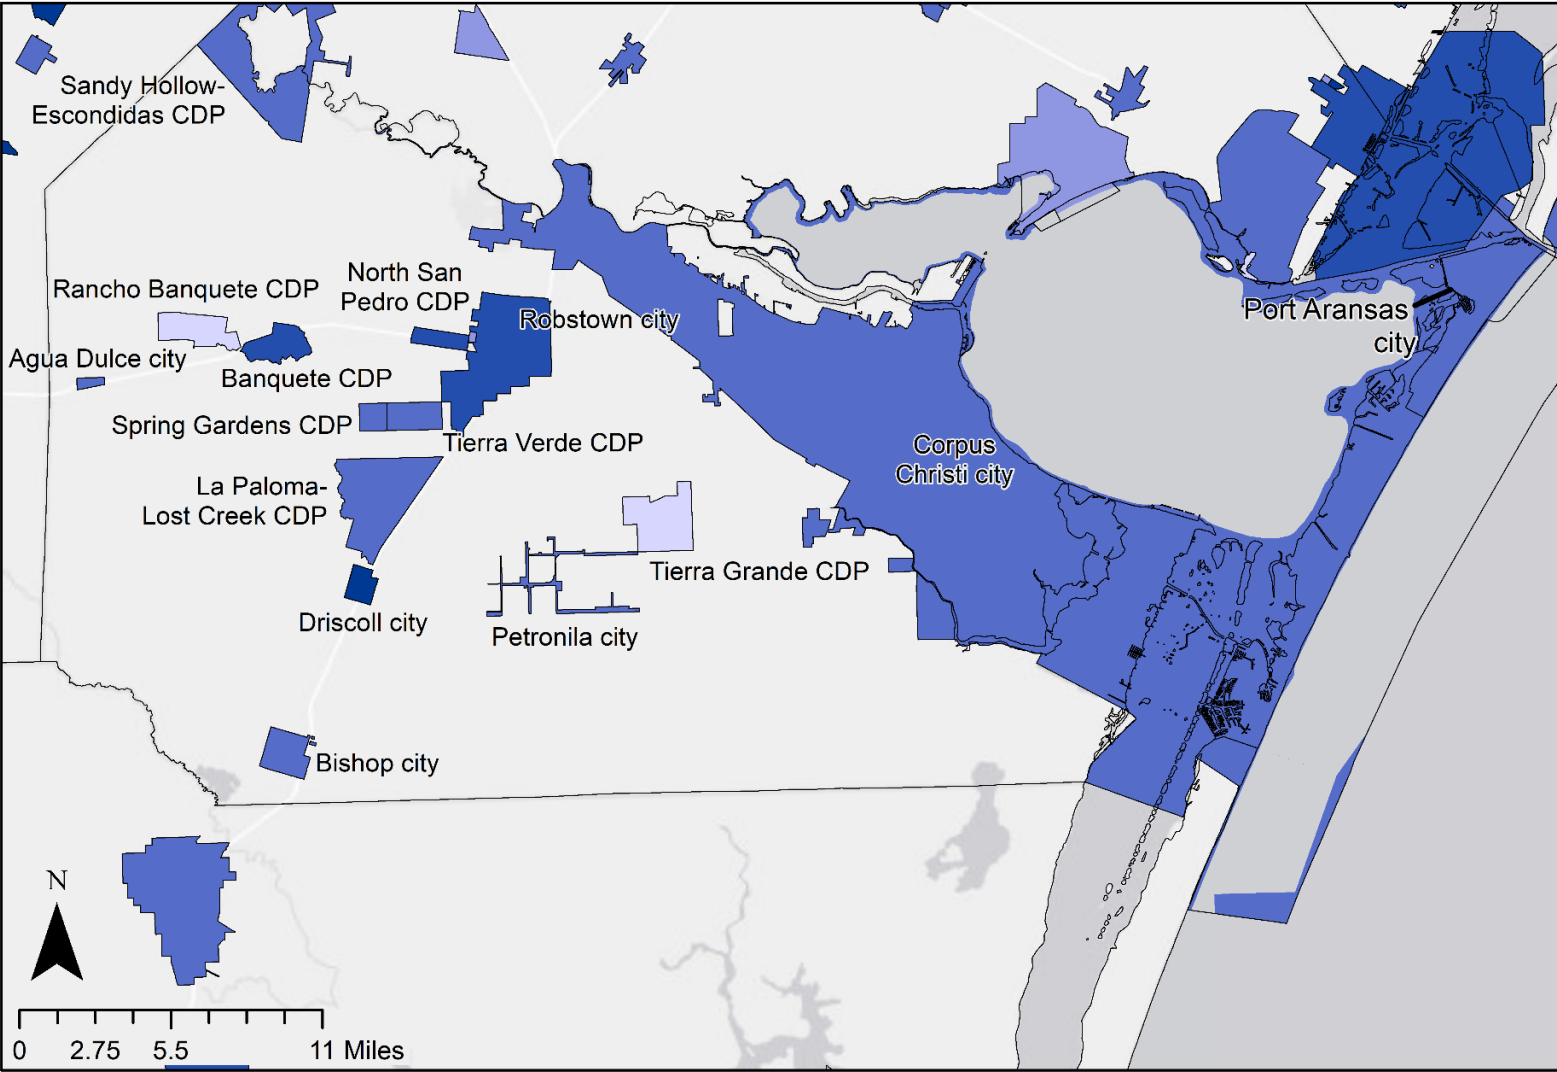 Sandy Hollow-
Escondidas CDP
Rancho Banquete CDP
North San
Pedro CDP
Robstown city
Port Aransas
city
Agua Dulce city
Banquete CDP
Spring Gardens CDP
Tierra Verde CDP
Corpus
Christi city
La Paloma-
Lost Creek CDP
Tierra Grande CDP
Driscoll city
Petronila city
Bishop city
N
0 2.75 5.5 11 Miles